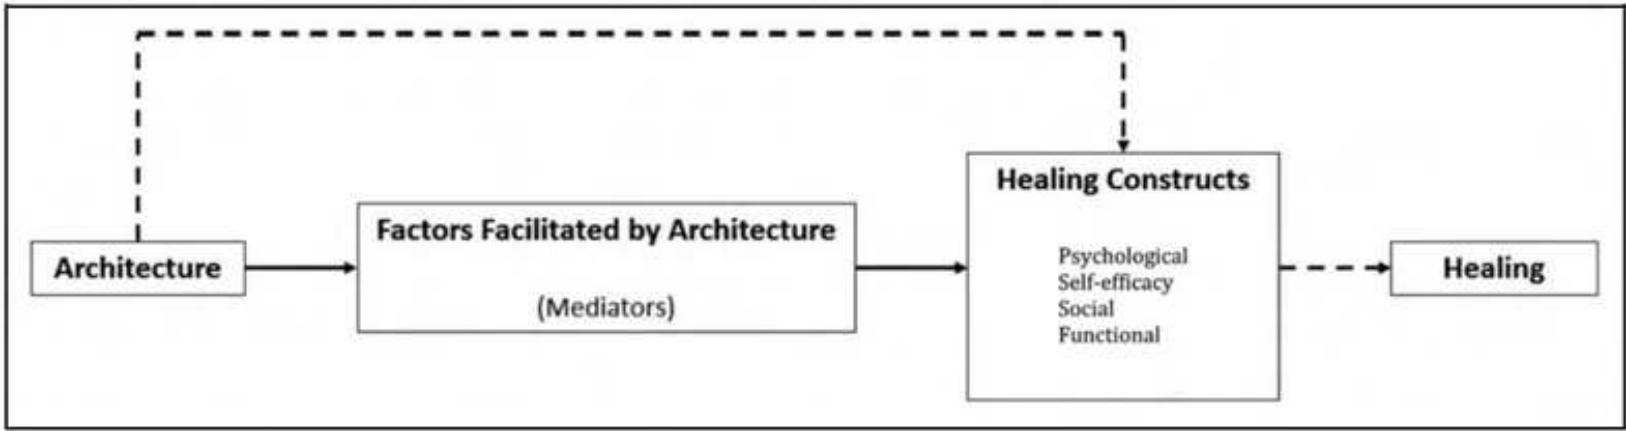 Architecture
Factors Facilitated by Architecture
(Mediators)
Healing Constructs
Psychological
Self-efficacy
Social
Functional
Healing